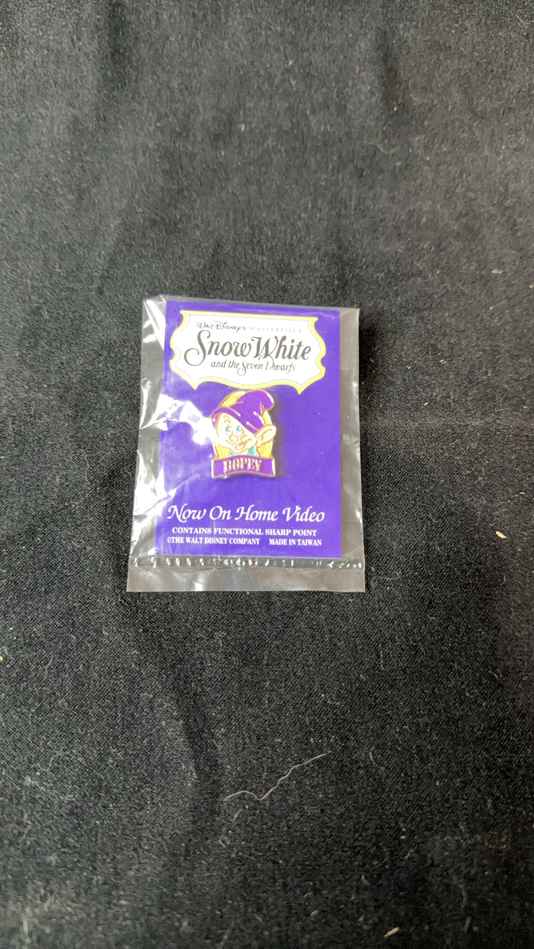 Walt Disney's MASTERPIECE
Snow White
and the Seven Dwarfs
DOPEY
Now On Home Video
CONTAINS FUNCTIONAL SHARP POINT
©THE WALT DISNEY COMPANY MADE IN TAIWAN